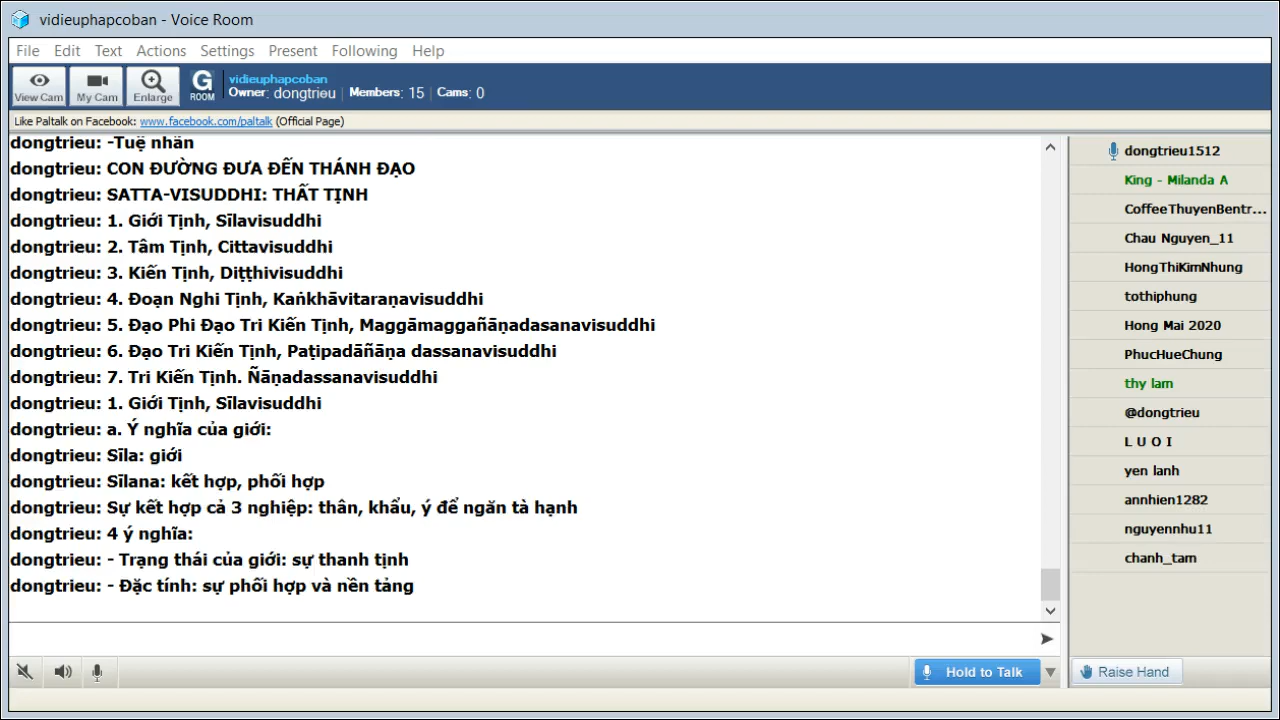 vidieuphapcoban - Voice Room
File Edit Text Actions Settings Present Following Help
View Cam My Cam Enlarge G ROOM
vidieuphapcoban
Owner: dongtrieu | Members: 15 | Cams: 0
Like Paltalk on Facebook: www.facebook.com/paltalk (Official Page)
dongtrieu: -Tuệ nhãn
dongtrieu: CON ĐƯỜNG ĐƯA ĐẾN THÁNH ĐẠO
dongtrieu: SATTA-VISUDDHI: THẤT TỊNH
dongtrieu: 1. Giới Tịnh, Sīlavisuddhi
dongtrieu: 2. Tâm Tịnh, Cittavisuddhi
dongtrieu: 3. Kiến Tịnh, Diṭṭhivisuddhi
dongtrieu: 4. Đoạn Nghi Tịnh, Kaṅkhāvitaraṇavisuddhi
dongtrieu: 5. Đạo Phi Đạo Tri Kiến Tịnh, Maggāmaggañāṇadasanavisuddhi
dongtrieu: 6. Đạo Tri Kiến Tịnh, Paṭipadāñāṇa dassanavisuddhi
dongtrieu: 7. Tri Kiến Tịnh. Ñāṇadassanavisuddhi
dongtrieu: 1. Giới Tịnh, Sīlavisuddhi
dongtrieu: a. Ý nghĩa của giới:
dongtrieu: Sīla: giới
dongtrieu: Sīlana: kết hợp, phối hợp
dongtrieu: Sự kết hợp cả 3 nghiệp: thân, khẩu, ý để ngăn tà hạnh
dongtrieu: 4 ý nghĩa:
dongtrieu: - Trạng thái của giới: sự thanh tịnh
dongtrieu: - Đặc tính: sự phối hợp và nền tảng
dongtrieu1512
King - Milanda A
CoffeeThuyenBentr...
Chau Nguyen_11
HongThiKimNhung
tothiphung
Hong Mai 2020
PhucHueChung
thy lam
@dongtrieu
L U O I
yen lanh
annhien1282
nguyennhu11
chanh_tam
Hold to Talk
Raise Hand